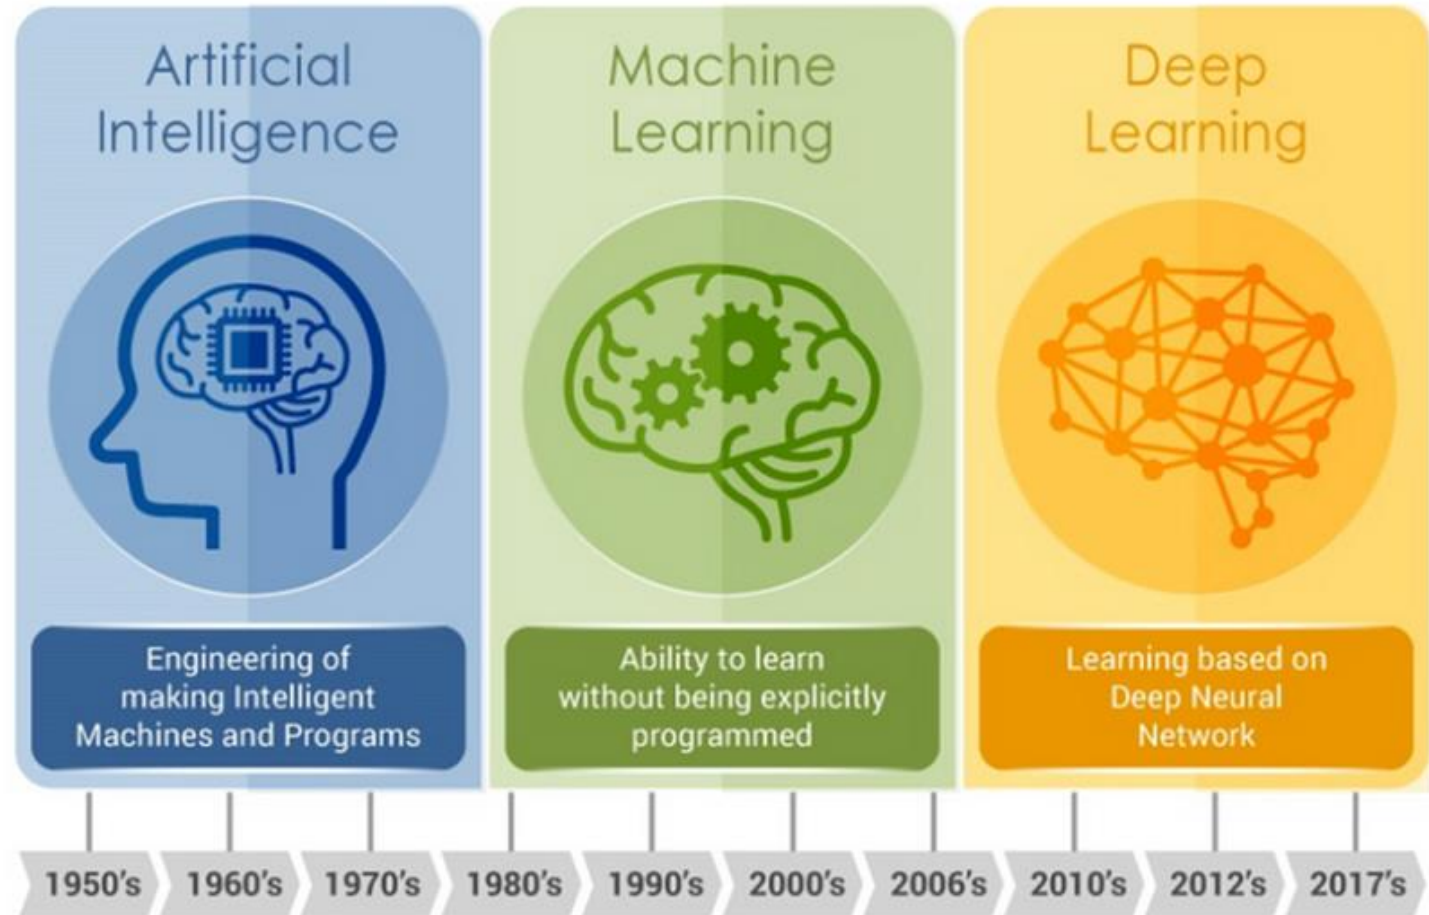 Artificial
Intelligence
Engineering of
making Intelligent
Machines and Programs
Machine
Learning
Ability to learn
without being explicitly
programmed
Deep
Learning
Learning based on
Deep Neural
Network
1950's 1960's 1970's 1980's 1990's 2000's 2006's 2010's 2012's 2017's